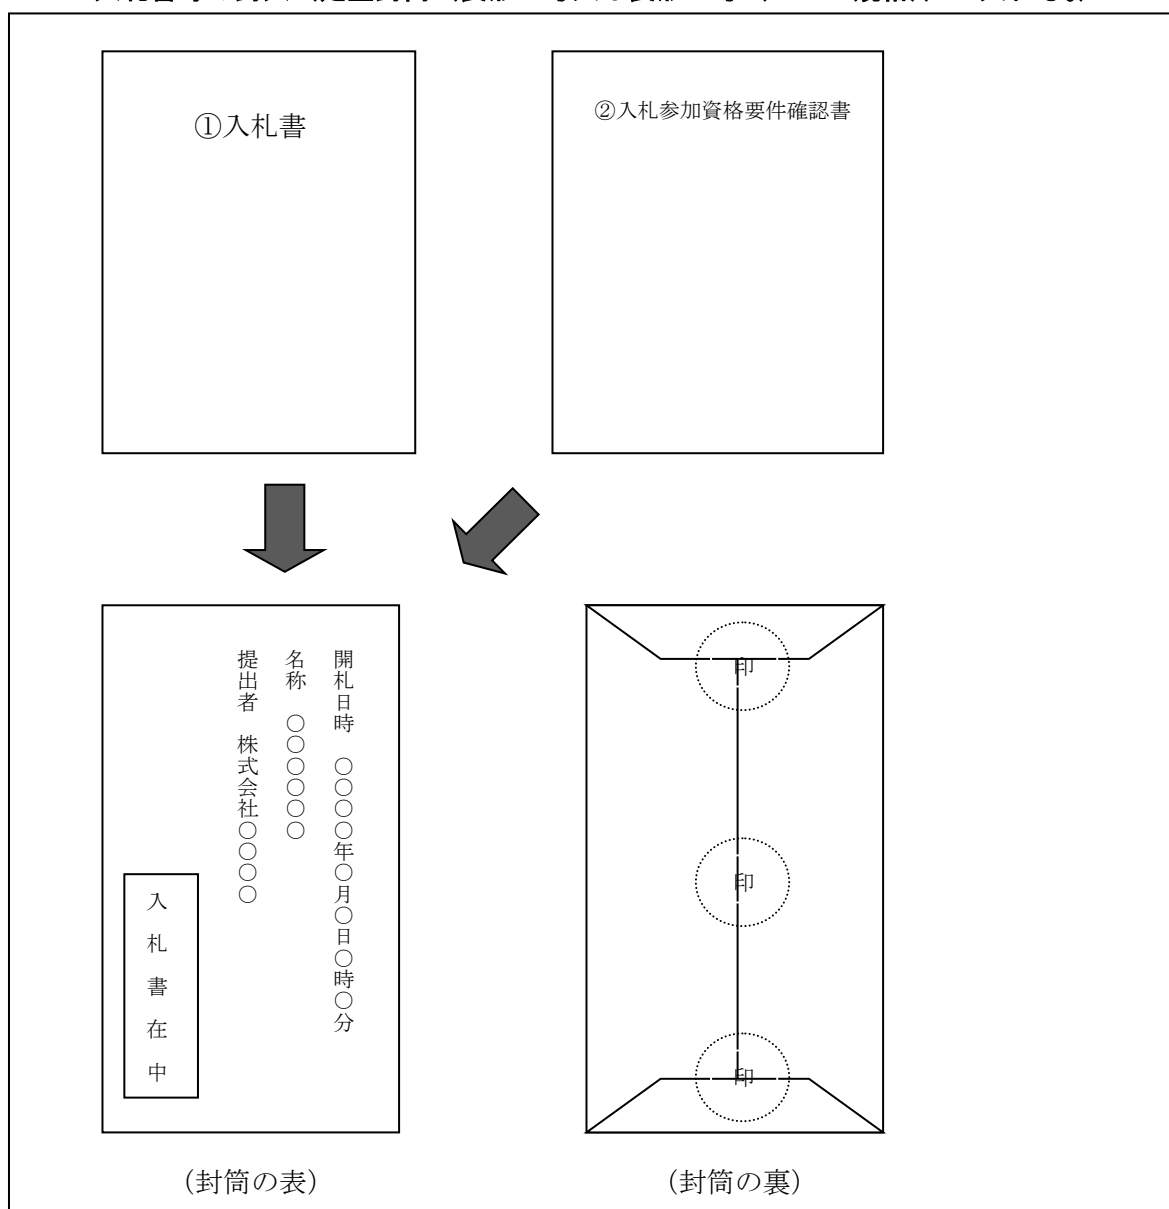 ①入札書
②入札参加資格要件確認書
開札日時　〇〇〇〇年〇月〇日〇時〇分
名称　〇〇〇〇〇〇
提出者　株式会社〇〇〇〇
入札書在中
印
印
印
（封筒の表）
（封筒の裏）